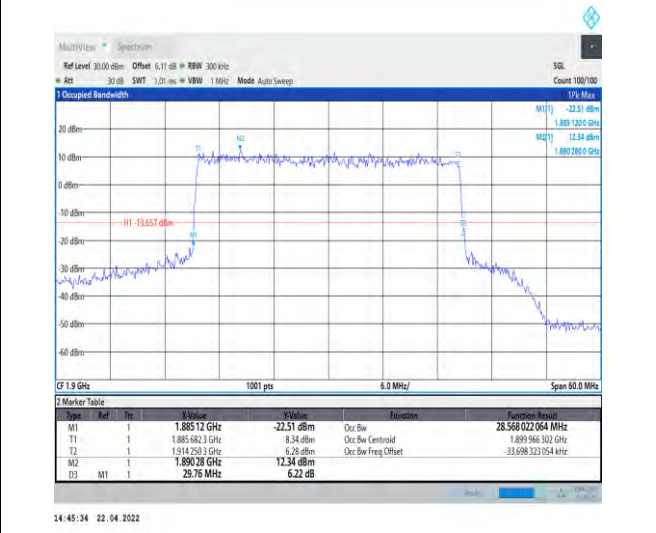 MultiView Spectrum
Ref Level 30.00 dBm Offset 6.11 dB RBW 300 kHz SGL
Att 30 dB SWT 1.01 ms VBW 1 MHz Mode Auto Sweep Count 100/100
1 Occupied Bandwidth 1Pk Max
M1[1] -22.51 dBm
1.885 120 0 GHz
M2[1] 12.34 dBm
1.890 280 0 GHz
20 dBm
M2
T1
10 dBm
0 dBm
-10 dBm
H1 -13.657 dBm
D3
M1
-20 dBm
-30 dBm
-40 dBm
-50 dBm
-60 dBm
CF 1.9 GHz 1001 pts 6.0 MHz/ Span 60.0 MHz
2 Marker Table
Type Ref Trc X-Value Y-Value Function Function Result
M1 1 1.885 12 GHz -22.51 dBm Occ Bw 28.568 022 064 MHz
T1 1 1.885 682 3 GHz 8.34 dBm Occ Bw Centroid 1.899 966 302 GHz
T2 1 1.914 250 3 GHz 6.28 dBm Occ Bw Freq Offset -33.698 323 054 kHz
M2 1 1.890 28 GHz 12.34 dBm
D3 M1 1 29.76 MHz 6.22 dB
14:45:34 22.04.2022